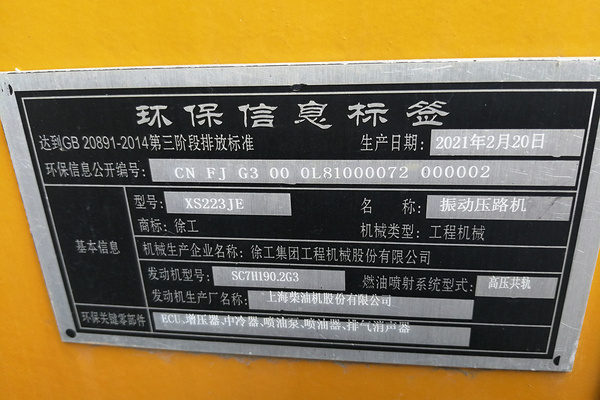 环保信息标签
达到GB 20891-2014第三阶段排放标准 生产日期: 2021年2月20日
环保信息公开编号: CN FJ G3 00 0L81000072 000002
基本信息
型号: XS223JE 名 称: 振动压路机
商标: 徐工 机械类型: 工程机械
机械生产企业名称: 徐工集团工程机械股份有限公司
发动机型号: SC7H190.2G3 燃油喷射系统型式: 高压共轨
发动机生产厂名称: 上海柴油机股份有限公司
环保关键零部件 ECU、增压器、中冷器、喷油泵、喷油器、排气消声器